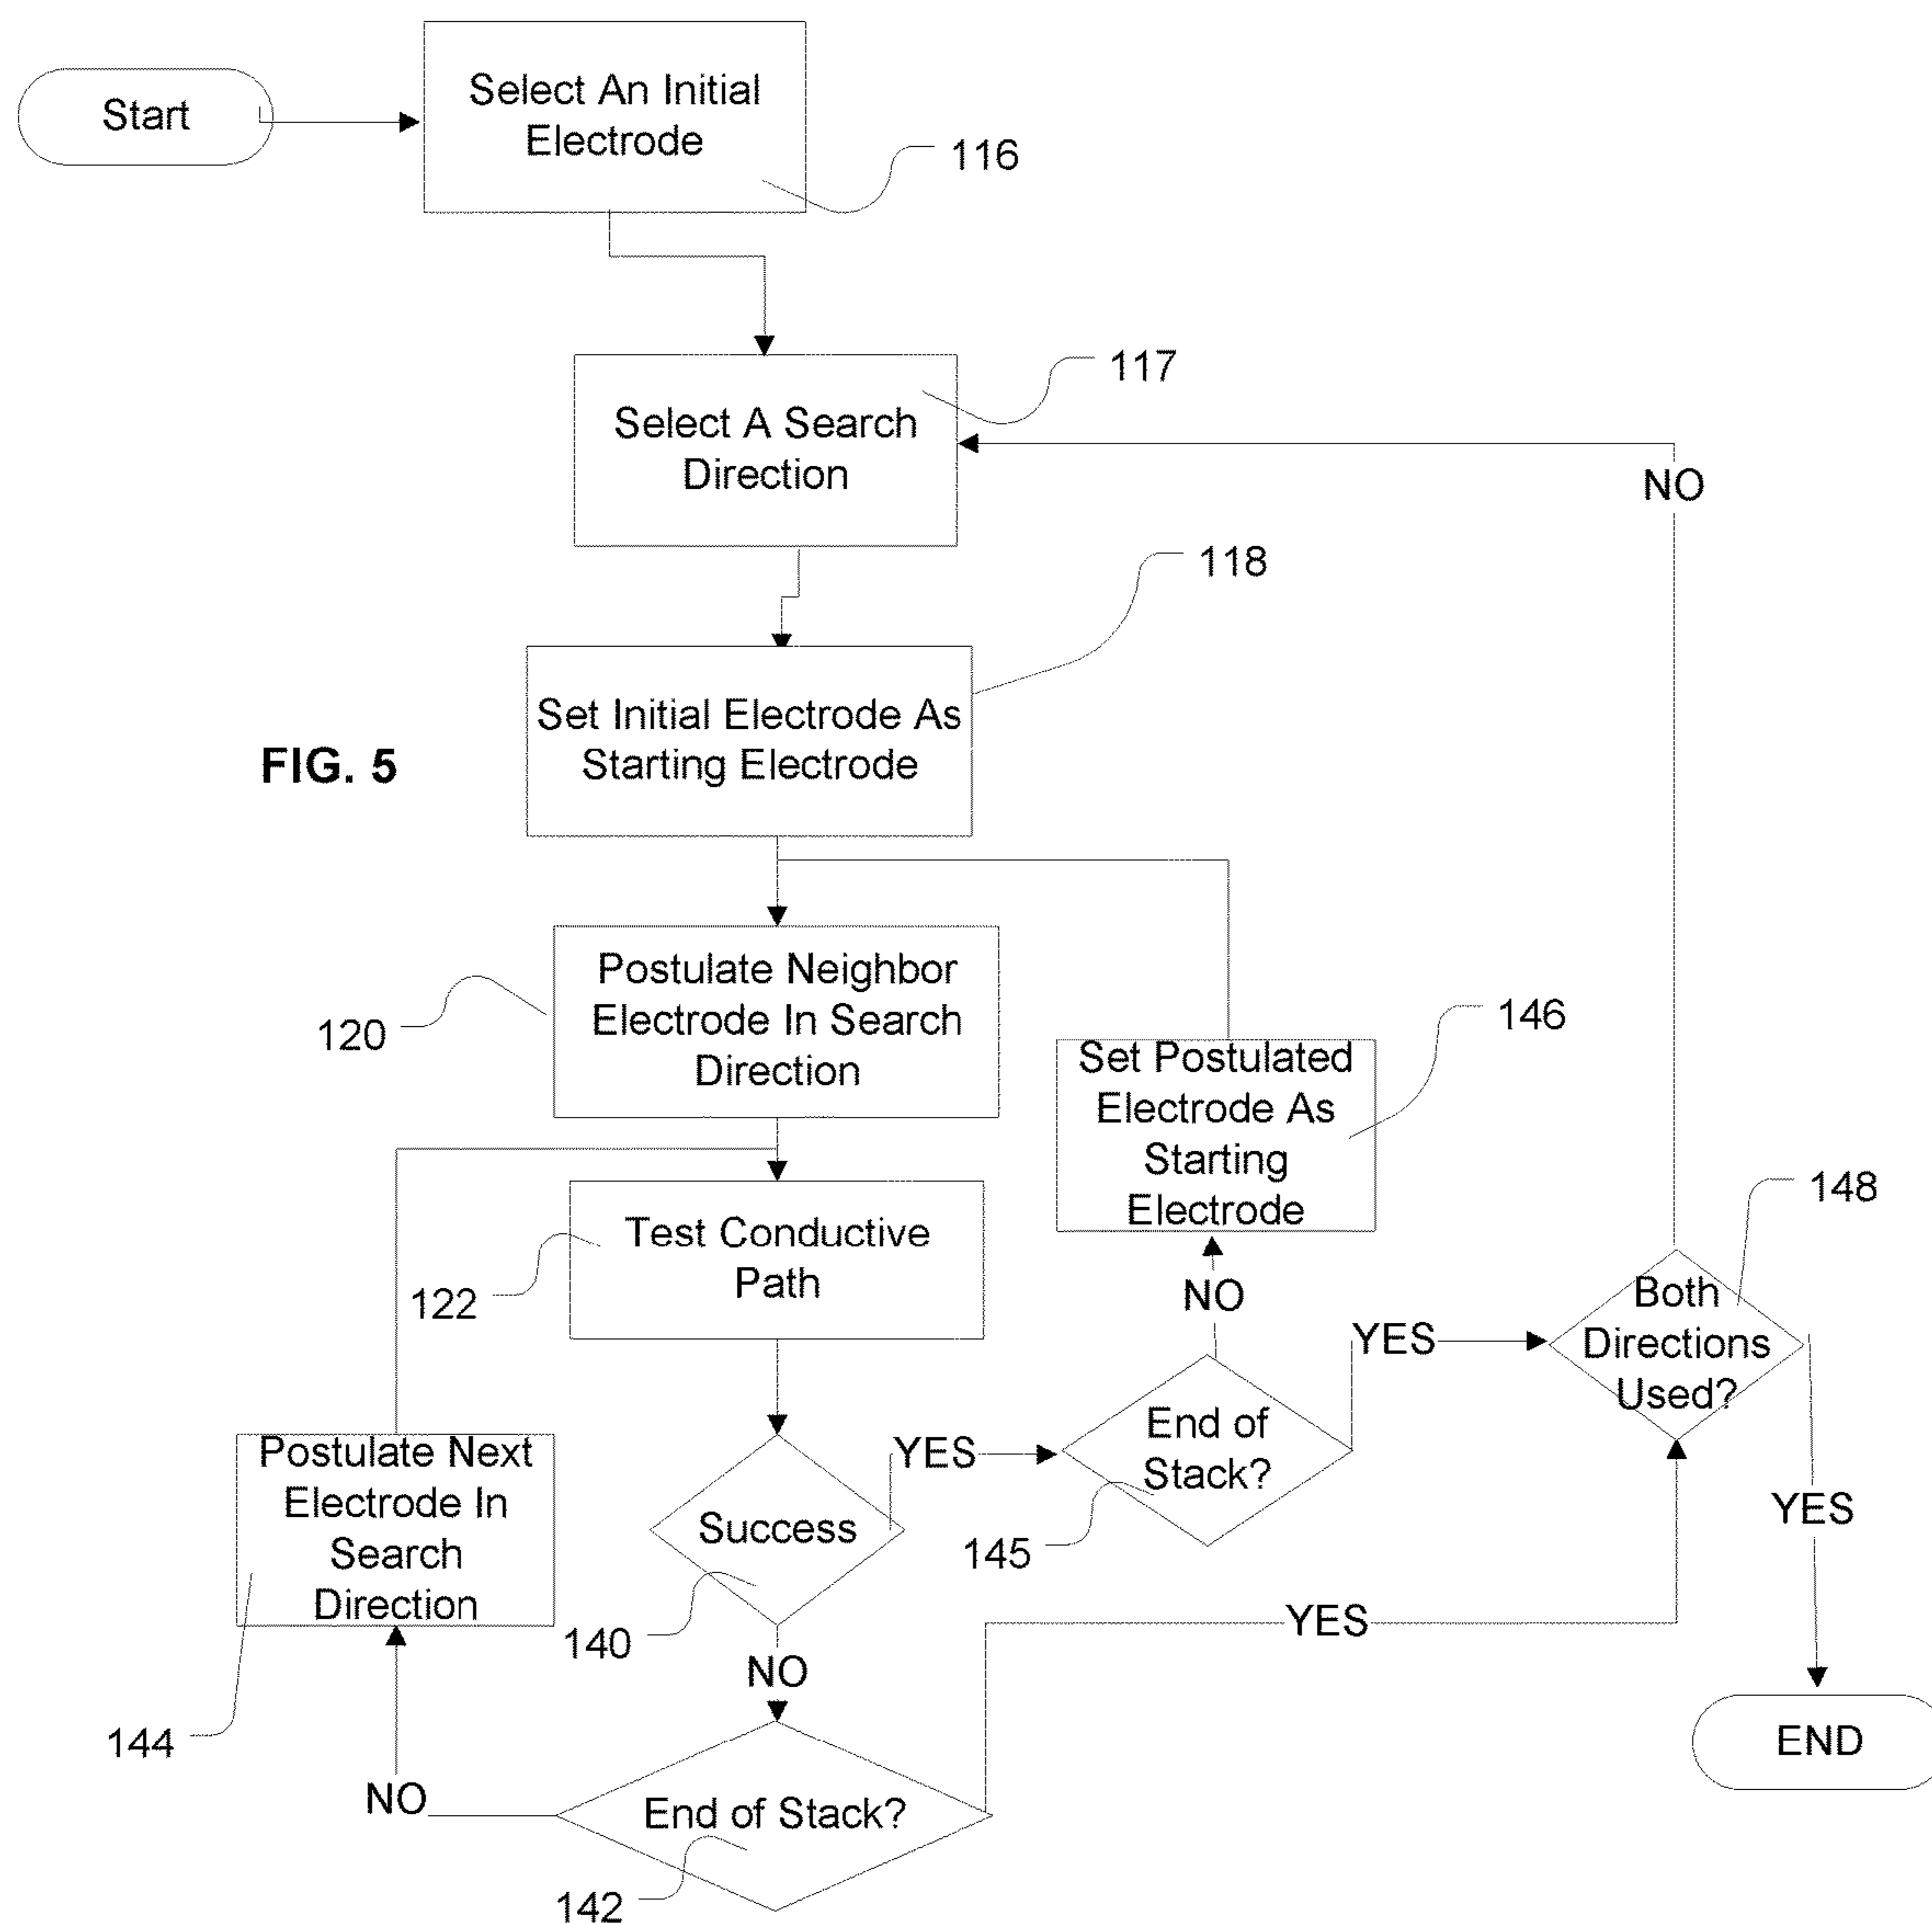 Start
Select An Initial
Electrode
116
117
Select A Search
Direction
NO
118
Set Initial Electrode As
Starting Electrode
FIG. 5
Postulate Neighbor
Electrode In Search
Direction
120
146
Set Postulated
Electrode As
Starting
Electrode
Test Conductive
Path
122
148
Both
Directions
Used?
NO
YES
End of
Stack?
145
YES
YES
Postulate Next
Electrode In
Search
Direction
144
Success
140
NO
YES
END
NO
End of Stack?
142